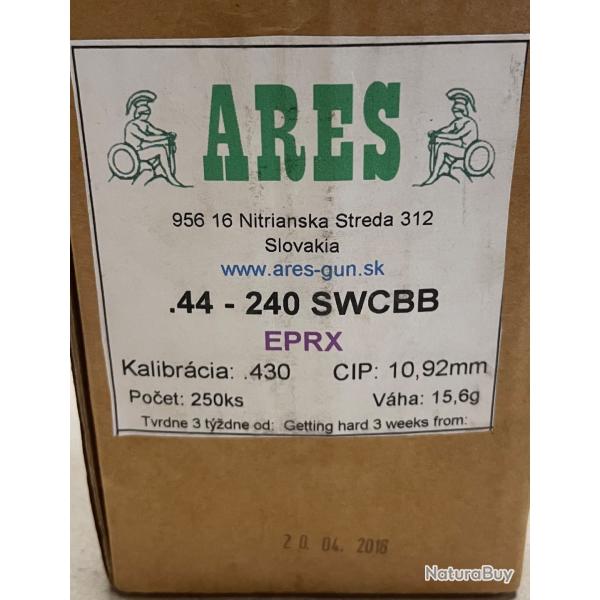 ARES
956 16 Nitrianska Streda 312
Slovakia
www.ares-gun.sk
.44 - 240 SWCBB
EPRX
Kalibrácia: .430 CIP: 10,92mm
Počet: 250ks Váha: 15,6g
Tvrdne 3 týždne od: Getting hard 3 weeks from:
20. 04. 2016
NaturaBuy